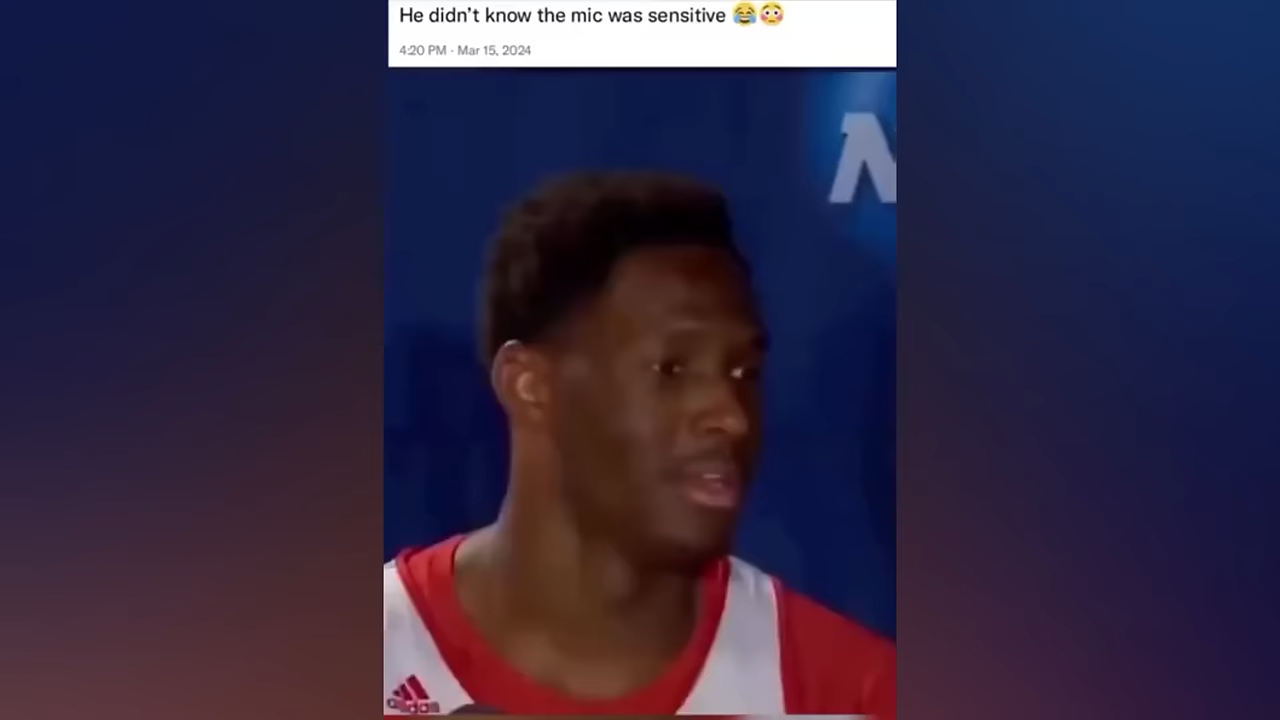 He didn’t know the mic was sensitive 😂😳
4:20 PM · Mar 15, 2024
adidas